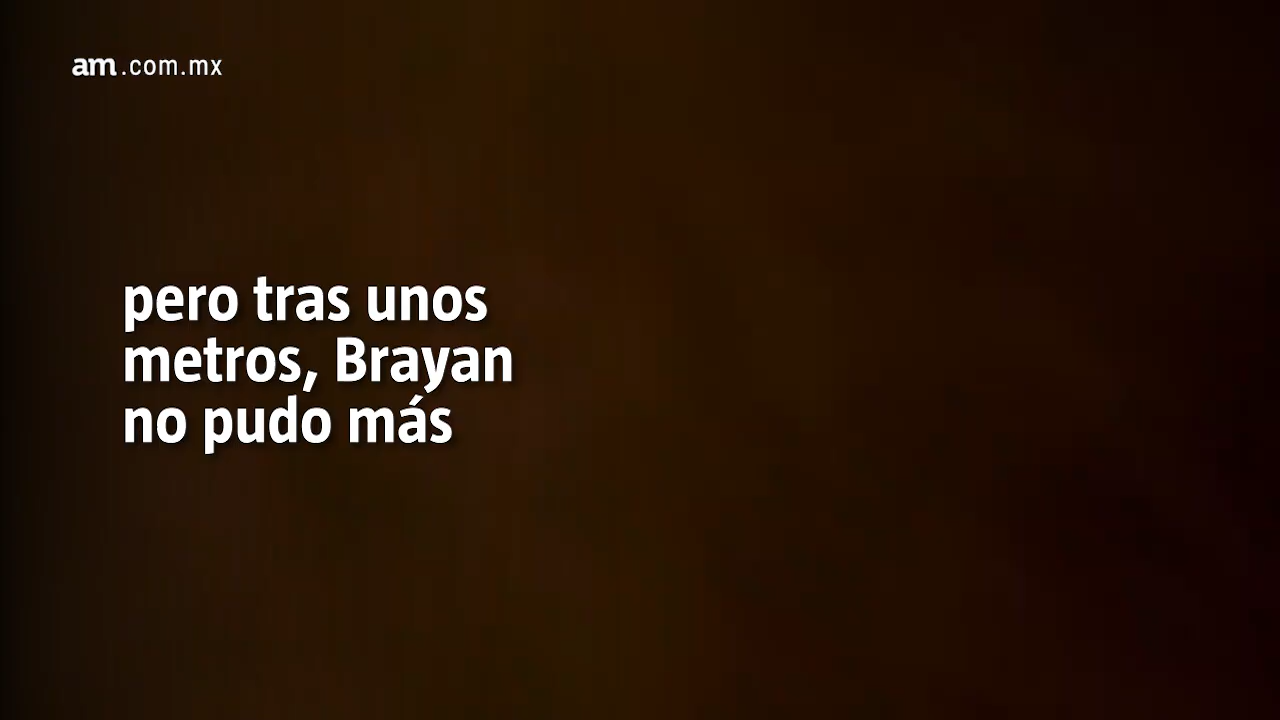 am.com.mx
pero tras unos
metros, Brayan
no pudo más